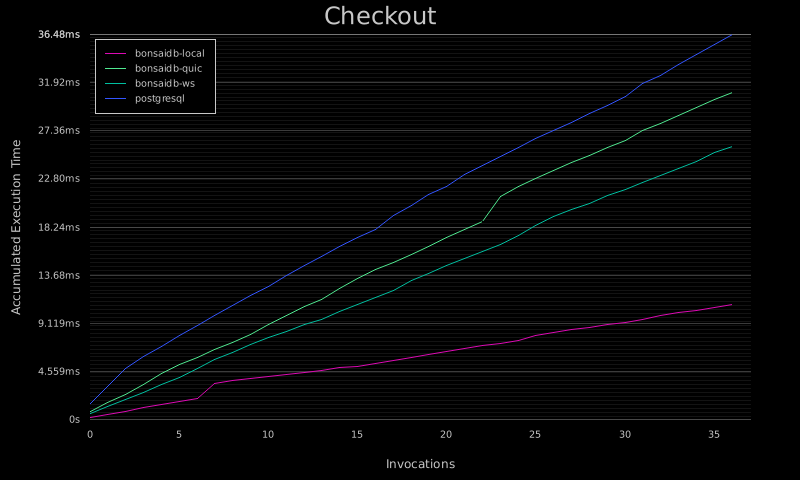 Checkout
36.48ms
31.92ms
27.36ms
22.80ms
18.24ms
13.68ms
9.119ms
4.559ms
0s
Accumulated Execution Time
bonsaidb-local
bonsaidb-quic
bonsaidb-ws
postgresql
0 5 10 15 20 25 30 35
Invocations